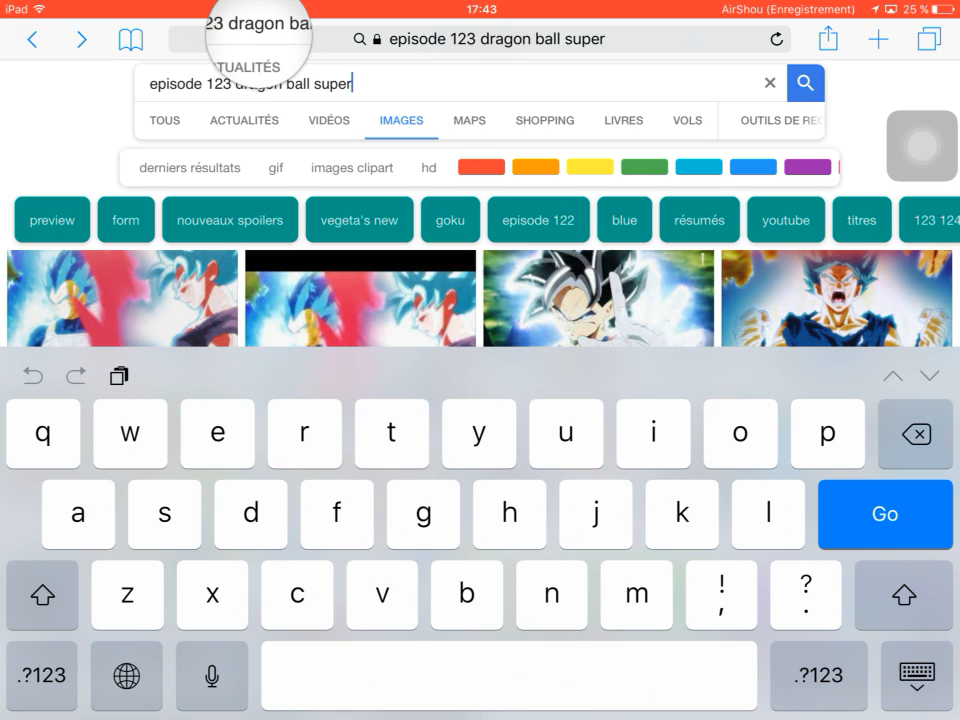 iPad 17:43 AirShou (Enregistrement) 25 %
episode 123 dragon ball super
23 dragon bal
TUALITÉS
episode 123 dragon ball super
TOUS ACTUALITÉS VIDÉOS IMAGES MAPS SHOPPING LIVRES VOLS OUTILS DE REC
derniers résultats gif images clipart hd
preview form nouveaux spoilers vegeta's new goku episode 122 blue résumés youtube titres 123 124
q w e r t y u i o p
a s d f g h j k l Go
z x c v b n m ! , ? .
.?123 .?123